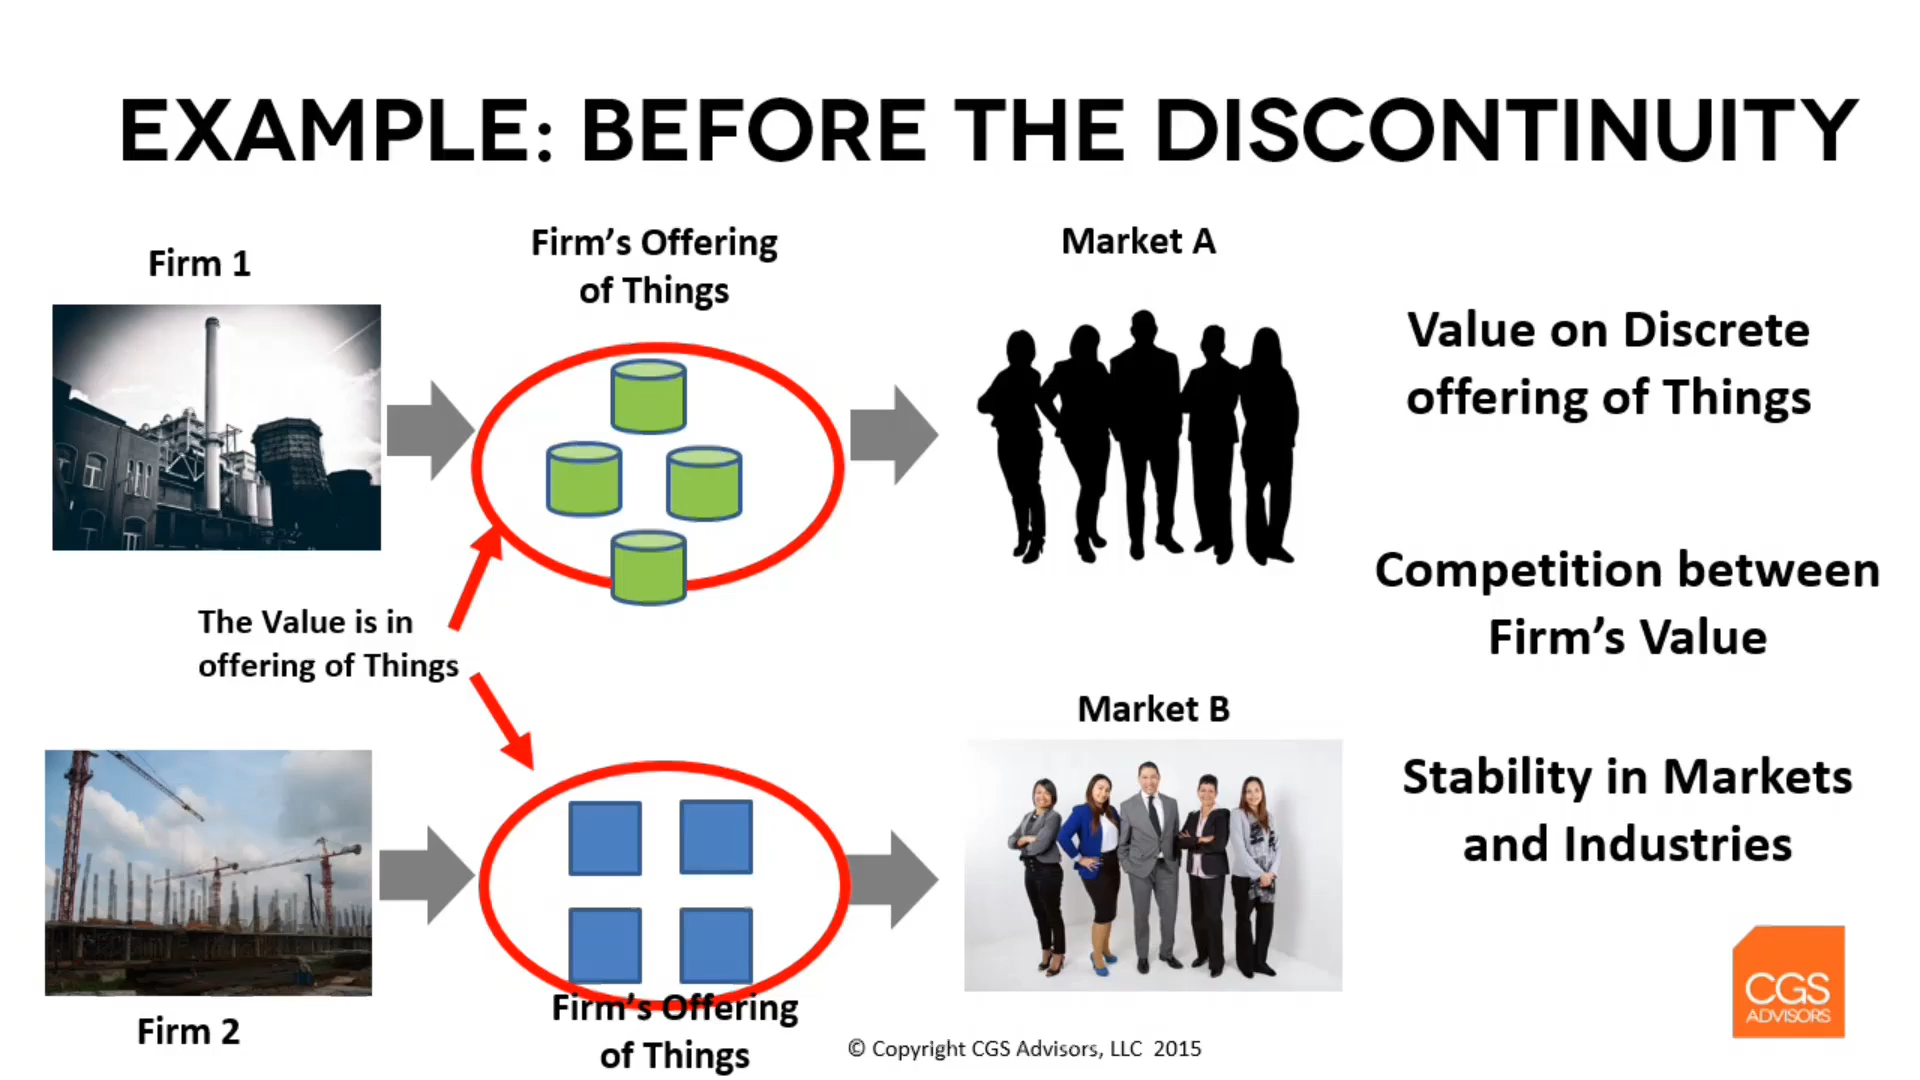 EXAMPLE: BEFORE THE DISCONTINUITY
Firm 1
Firm’s Offering
of Things
Market A
Value on Discrete
offering of Things
Competition between
Firm’s Value
The Value is in
offering of Things
Market B
Stability in Markets
and Industries
Firm 2
Firm’s Offering
of Things
© Copyright CGS Advisors, LLC 2015
CGS
ADVISORS